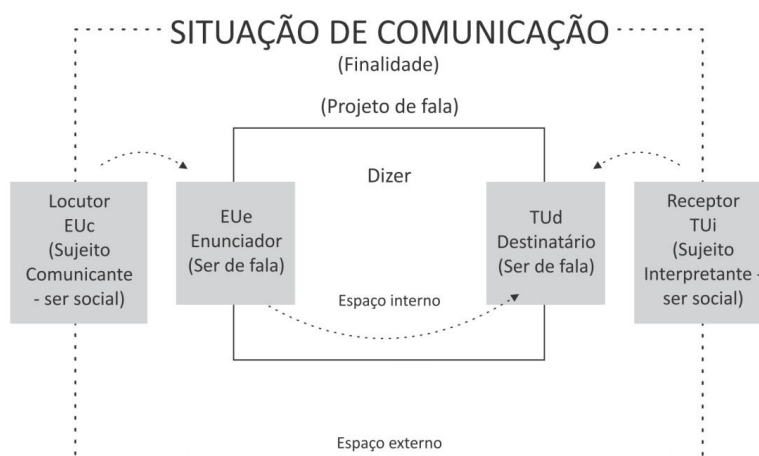 SITUAÇÃO DE COMUNICAÇÃO
(Finalidade)
(Projeto de fala)
Dizer
Locutor
EUc
(Sujeito
Comunicante
- ser social)
EUe
Enunciador
(Ser de fala)
TUd
Destinatário
(Ser de fala)
Receptor
TUi
(Sujeito
Interpretante -
ser social)
Espaço interno
Espaço externo